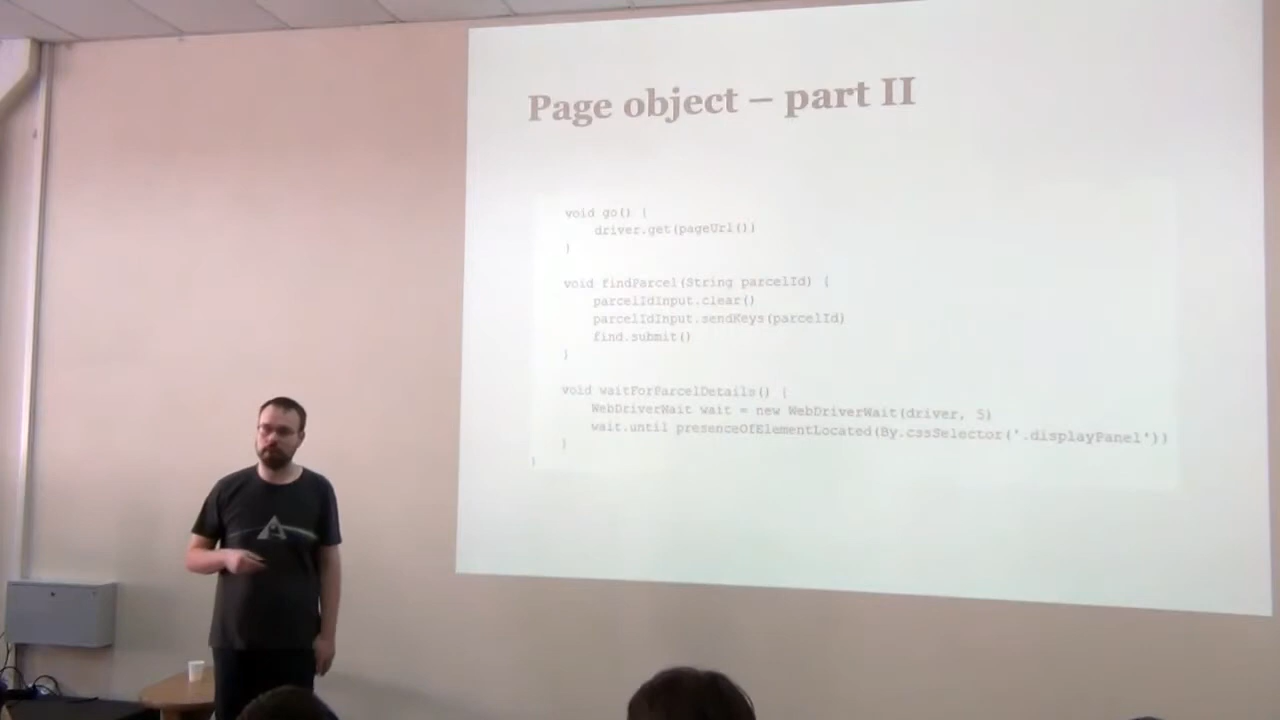 Page object – part II
void go() {
driver.get(pageUrl())
}
void findParcel(String parcelId) {
parcelIdInput.clear()
parcelIdInput.sendKeys(parcelId)
find.submit()
}
void waitForParcelDetails() {
WebDriverWait wait = new WebDriverWait(driver, 5)
wait.until presenceOfElementLocated(By.cssSelector('.displayPanel'))
}
}